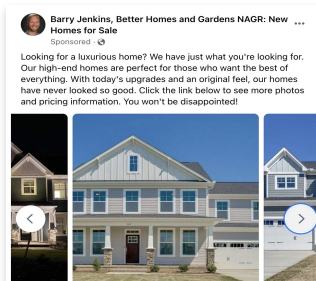 Barry Jenkins, Better Homes and Gardens NAGR: New
Homes for Sale
Sponsored ·
Looking for a luxurious home? We have just what you're looking for.
Our high-end homes are perfect for those who want the best of
everything. With today's upgrades and an original feel, our homes
have never looked so good. Click the link below to see more photos
and pricing information. You won't be disappointed!